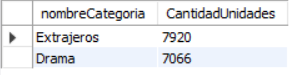 nombreCategoria CantidadUnidades
Extrajeros 7920
Drama 7066